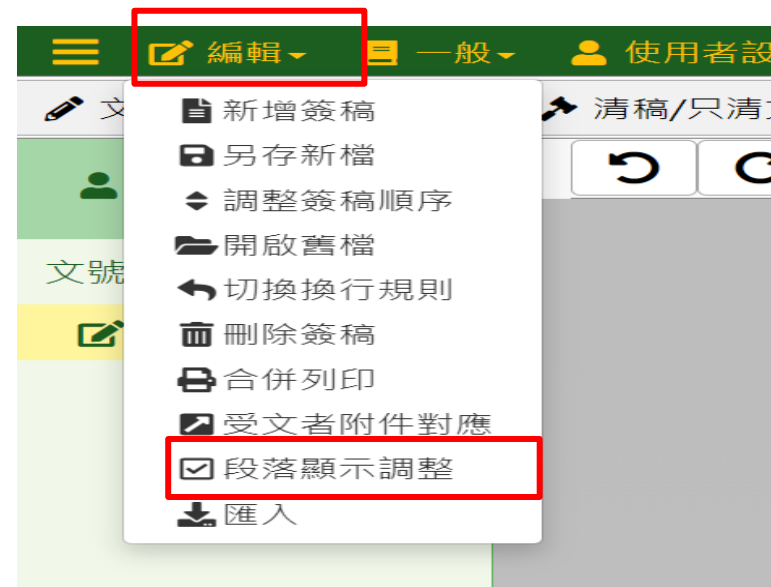 編輯 一般 使用者設
文 清稿/只清
新增簽稿
另存新檔
調整簽稿順序
開啟舊檔
文號
切換換行規則
刪除簽稿
合併列印
受文者附件對應
段落顯示調整
匯入